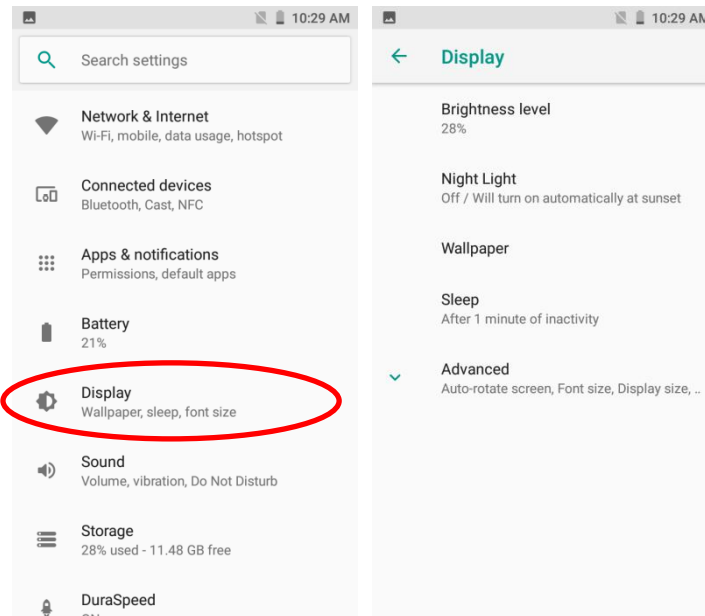 10:29 AM
Search settings
Network & Internet
Wi-Fi, mobile, data usage, hotspot
Connected devices
Bluetooth, Cast, NFC
Apps & notifications
Permissions, default apps
Battery
21%
Display
Wallpaper, sleep, font size
Sound
Volume, vibration, Do Not Disturb
Storage
28% used - 11.48 GB free
DuraSpeed
10:29 AM
Display
Brightness level
28%
Night Light
Off / Will turn on automatically at sunset
Wallpaper
Sleep
After 1 minute of inactivity
Advanced
Auto-rotate screen, Font size, Display size, ..